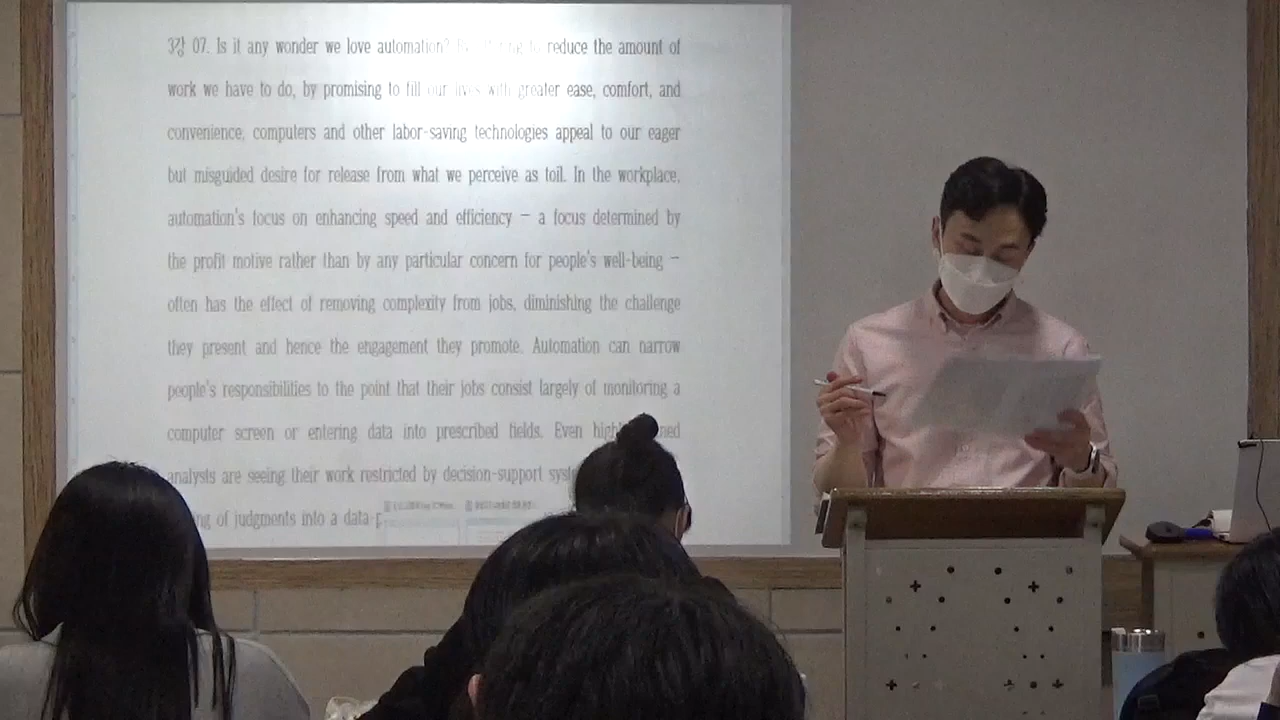 3강 07. Is it any wonder we love automation? to reduce the amount of
work we have to do, by promising to fill our lives with greater ease, comfort, and
convenience, computers and other labor-saving technologies appeal to our eager
but misguided desire for release from what we perceive as toil. In the workplace,
automation's focus on enhancing speed and efficiency - a focus determined by
the profit motive rather than by any particular concern for people's well-being -
often has the effect of removing complexity from jobs, diminishing the challenge
they present and hence the engagement they promote. Automation can narrow
people's responsibilities to the point that their jobs consist largely of monitoring a
computer screen or entering data into prescribed fields. Even
analysts are seeing their work restricted by decision-support
of judgments into a data